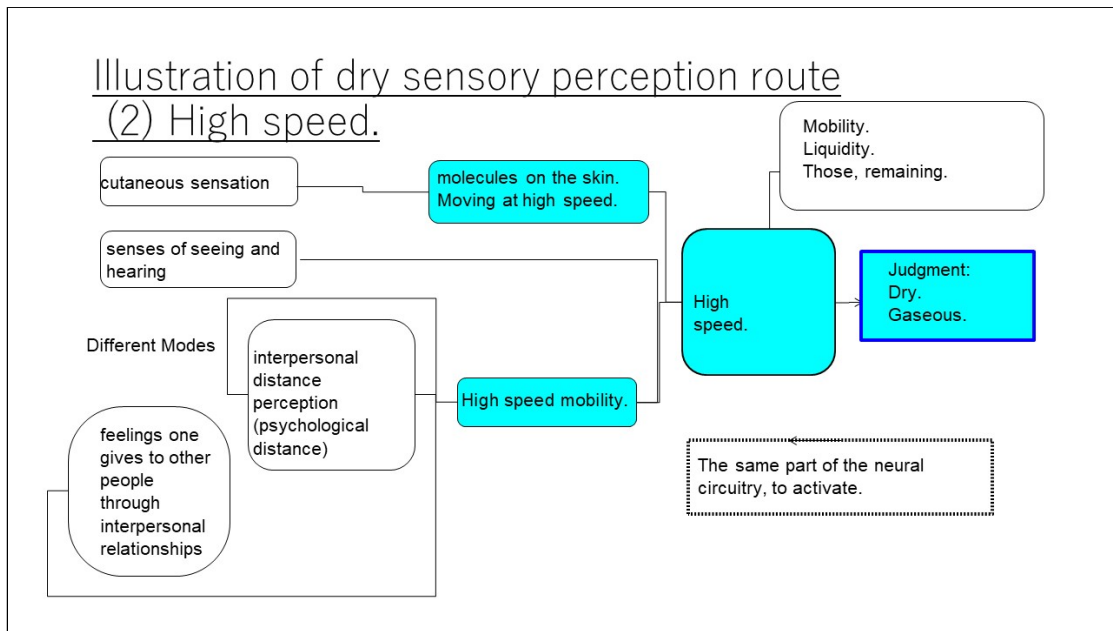 Illustration of dry sensory perception route
(2) High speed.
Mobility.
Liquidity.
Those, remaining.
cutaneous sensation
molecules on the skin.
Moving at high speed.
senses of seeing and
hearing
High
speed.
Judgment:
Dry.
Gaseous.
Different Modes
interpersonal
distance
perception
(psychological
distance)
High speed mobility.
feelings one
gives to other
people
through
interpersonal
relationships
The same part of the neural
circuitry, to activate.